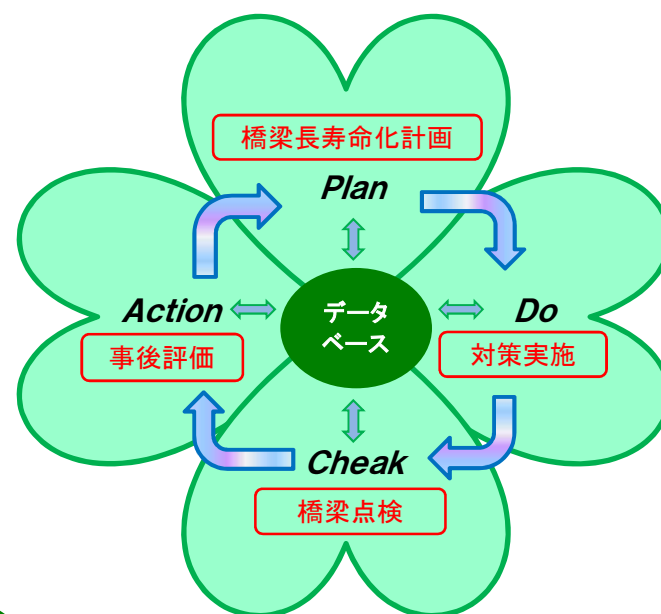 橋梁長寿命化計画
Plan
Action
事後評価
データ
ベース
Do
対策実施
Cheak
橋梁点検